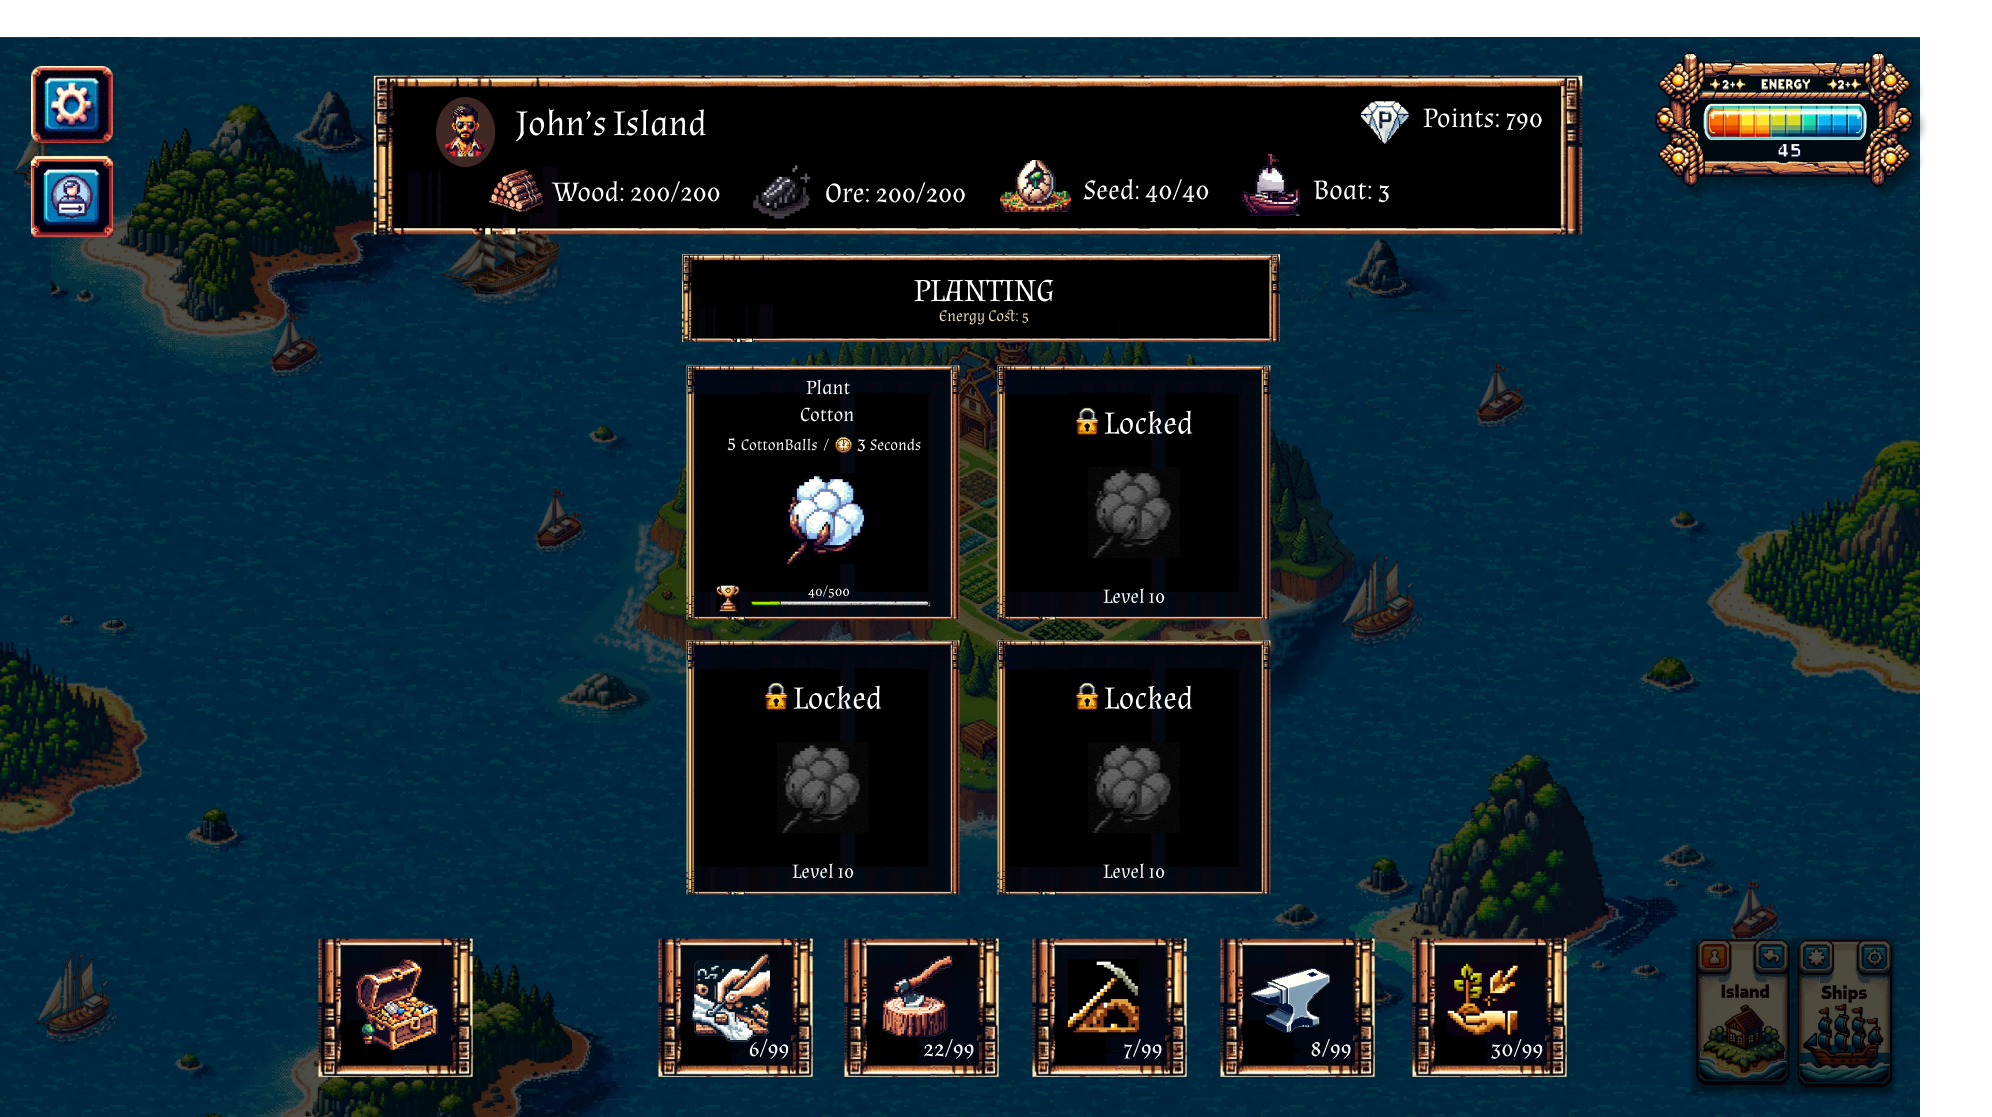 John's Island
Points: 790
2+ ENERGY 2+
45
Wood: 200/200
Ore: 200/200
Seed: 40/40
Boat: 3
PLANTING
Energy Cost: 5
Plant
Cotton
5 CottonBalls / 3 Seconds
40/500
Locked
Level 10
Locked
Level 10
Locked
Level 10
6/99
22/99
7/99
8/99
30/99
Island
Ships